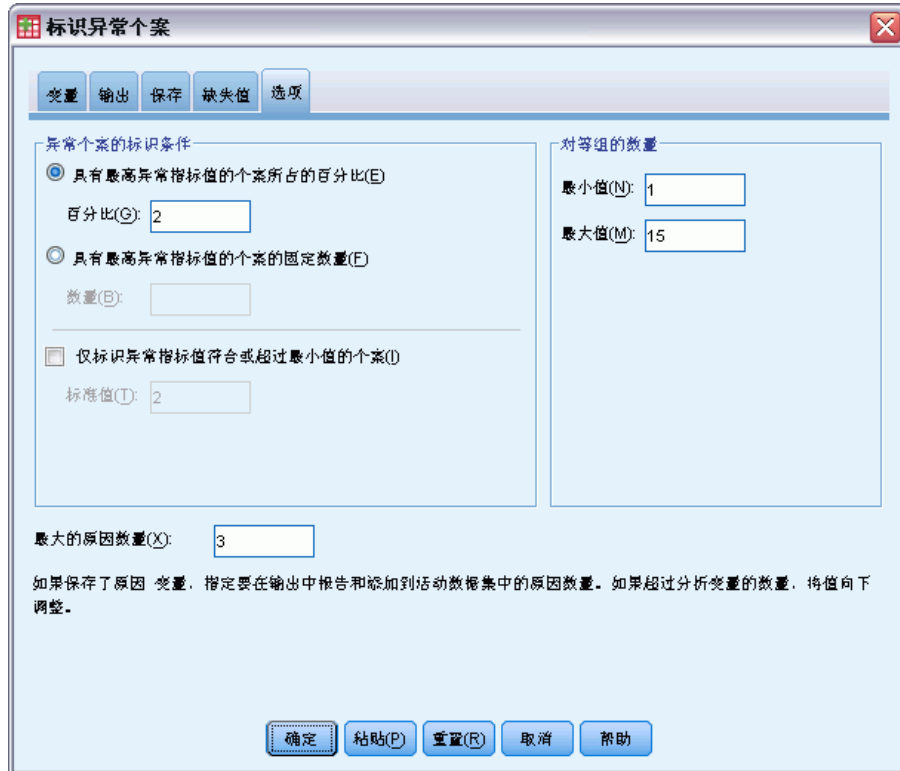 标识异常个案
变量 输出 保存 缺失值 选项
异常个案的标识条件
具有最高异常指标值的个案所占的百分比(E)
百分比(G): 2
具有最高异常指标值的个案的固定数量(F)
数量(B):
仅标识异常指标值符合或超过最小值的个案(I)
标准值(T): 2
对等组的数量
最小值(N): 1
最大值(M): 15
最大的原因数量(X): 3
如果保存了原因 变量，指定要在输出中报告和添加到活动数据集中的原因数量。如果超过分析变量的数量，将值向下
调整。
确定 粘贴(P) 重置(R) 取消 帮助